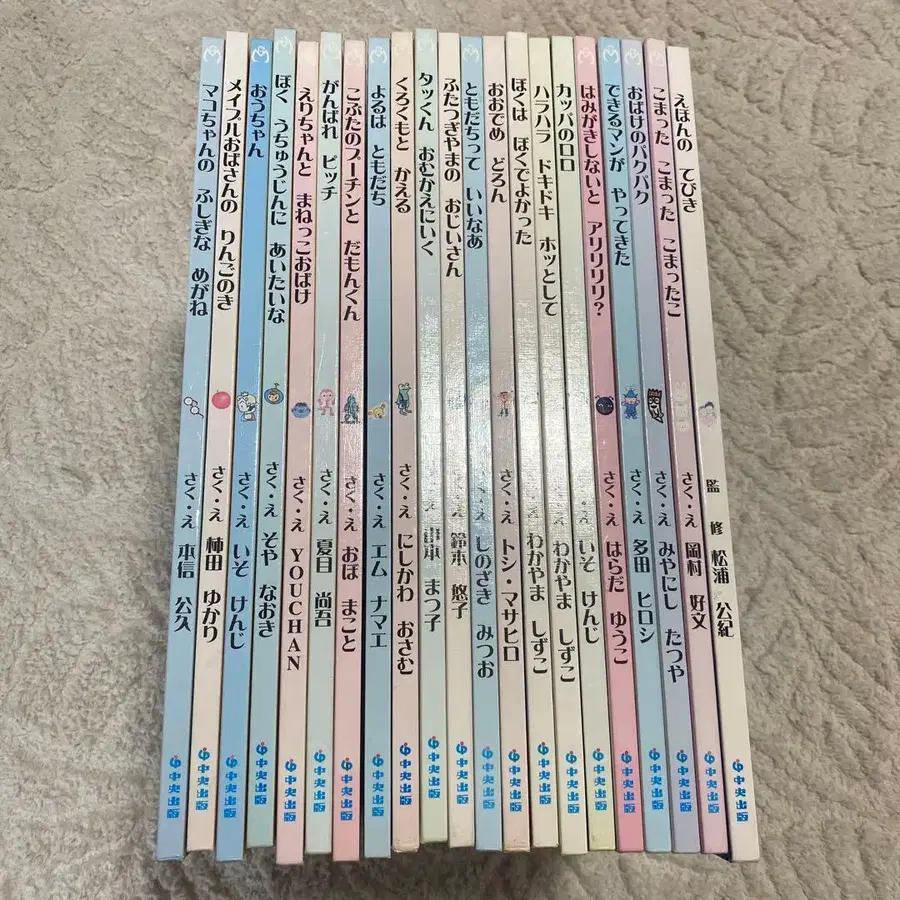 えほんの てびき 監修 松浦 公紀 中央出版
こまった こまった こまったこ さく・え 岡村 好文 中央出版
おばけのパクパク さく・え みやにし たつや 中央出版
できるマンが やってきた さく・え 多田 ヒロシ 中央出版
はみがきしないと アリリリリ? さく・え はらだ ゆうこ 中央出版
カッパのロロ いそ けんじ 中央出版
ハラハラ ドキドキ ホッとして わかやま しずこ 中央出版
ぼくは ぼくでよかった わかやま しずこ 中央出版
おおでめ どろん さく・え トシ・マサヒロ 中央出版
ともだちって いいなあ しのざき みつお 中央出版
ふたつぎやまの おじいさん 鈴木 悠子 中央出版
タッくん おむかえにいく 本 まつ子 中央出版
くろくもと かえる さく・え にしかわ おさむ 中央出版
よるは ともだち さく・え エム ナマエ 中央出版
こぶたのブーチンと だもんくん さく・え おぼ まこと 中央出版
がんばれ ピッチ さく・え 夏目 尚吾 中央出版
えりちゃんと まねっこおばけ さく・え YOUCHAN 中央出版
ぼく うちゅうじんに あいたいな さく・え そや なおき 中央出版
おうちゃん さく・え いそ けんじ 中央出版
メイプルおばさんの りんごのき さく・え 柿田 ゆかり 中央出版
マコちゃんの ふしぎな めがね さく・え 本信 公久 中央出版